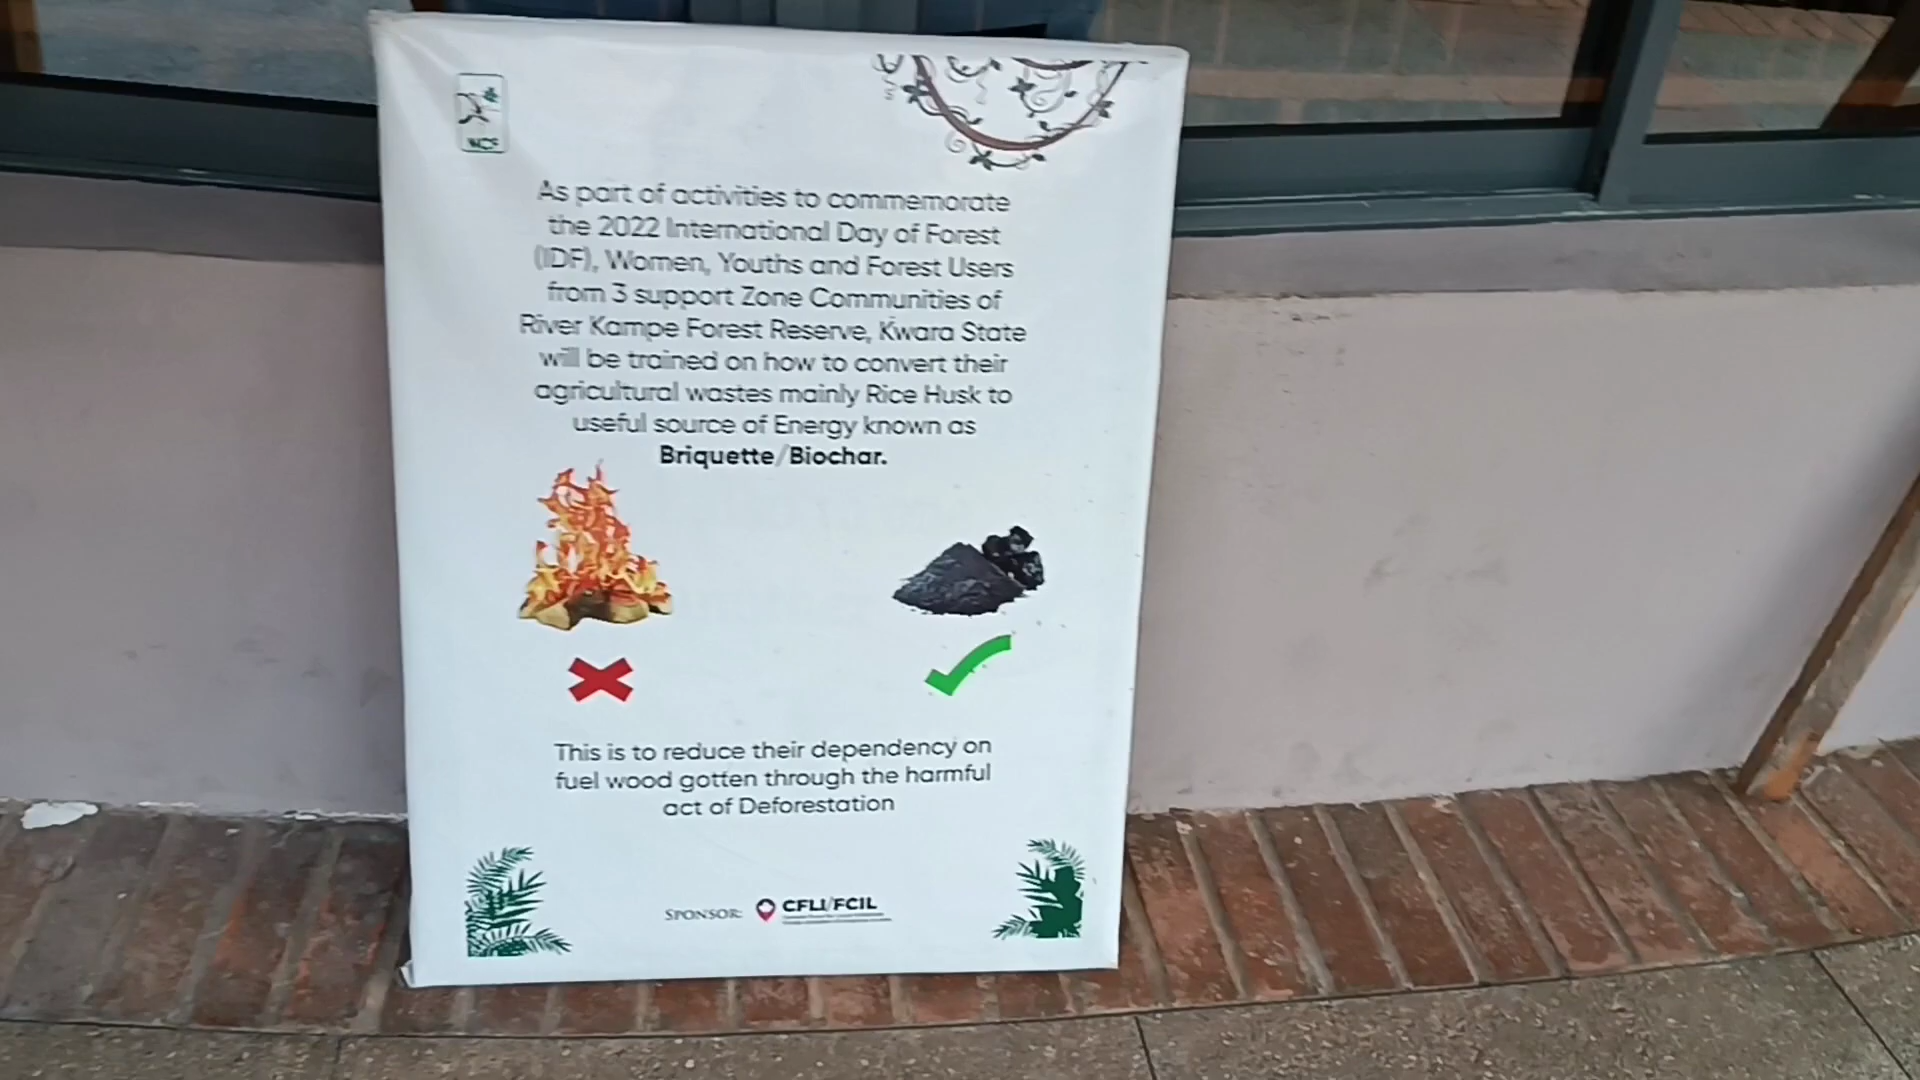 NCF
As part of activities to commemorate
the 2022 International Day of Forest
(IDF), Women, Youths and Forest Users
from 3 support Zone Communities of
River Kampe Forest Reserve, Kwara State
will be trained on how to convert their
agricultural wastes mainly Rice Husk to
useful source of Energy known as
Briquette/Biochar.
This is to reduce their dependency on
fuel wood gotten through the harmful
act of Deforestation
SPONSOR: CFLI/FCIL